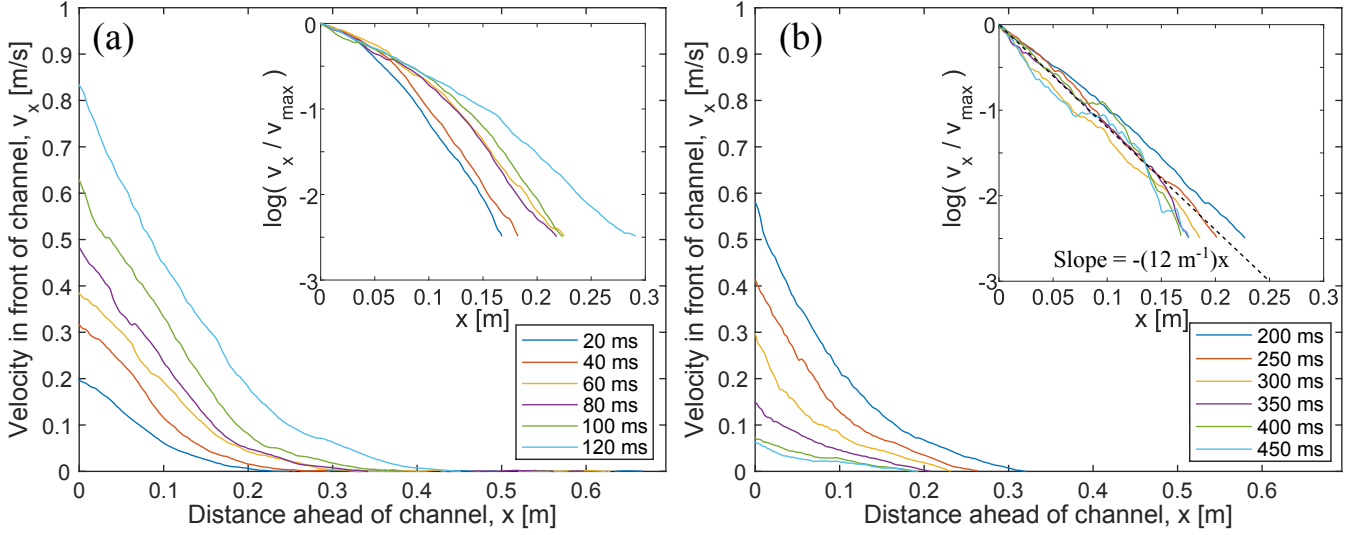 (a)
Velocity in front of channel, v_x [m/s]
1
0.9
0.8
0.7
0.6
0.5
0.4
0.3
0.2
0.1
0
0 0.1 0.2 0.3 0.4 0.5 0.6
Distance ahead of channel, x [m]
log( v_x / v_max )
0
-1
-2
-3
0 0.05 0.1 0.15 0.2 0.25 0.3
x [m]
20 ms
40 ms
60 ms
80 ms
100 ms
120 ms
(b)
Velocity in front of channel, v_x [m/s]
1
0.9
0.8
0.7
0.6
0.5
0.4
0.3
0.2
0.1
0
0 0.1 0.2 0.3 0.4 0.5 0.6
Distance ahead of channel, x [m]
log( v_x / v_max )
0
-1
-2
-3
Slope = -(12 m⁻¹)x
0 0.05 0.1 0.15 0.2 0.25 0.3
x [m]
200 ms
250 ms
300 ms
350 ms
400 ms
450 ms